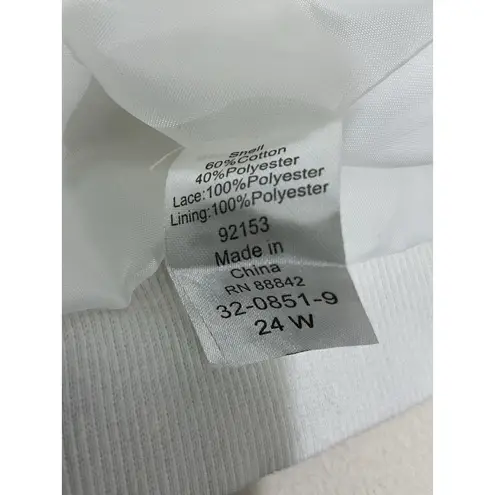 Shell
60%Cotton
40%Polyester
Lace:100%Polyester
Lining:100%Polyester
92153
Made in
China
RN 88842
32-0851-9
24 W